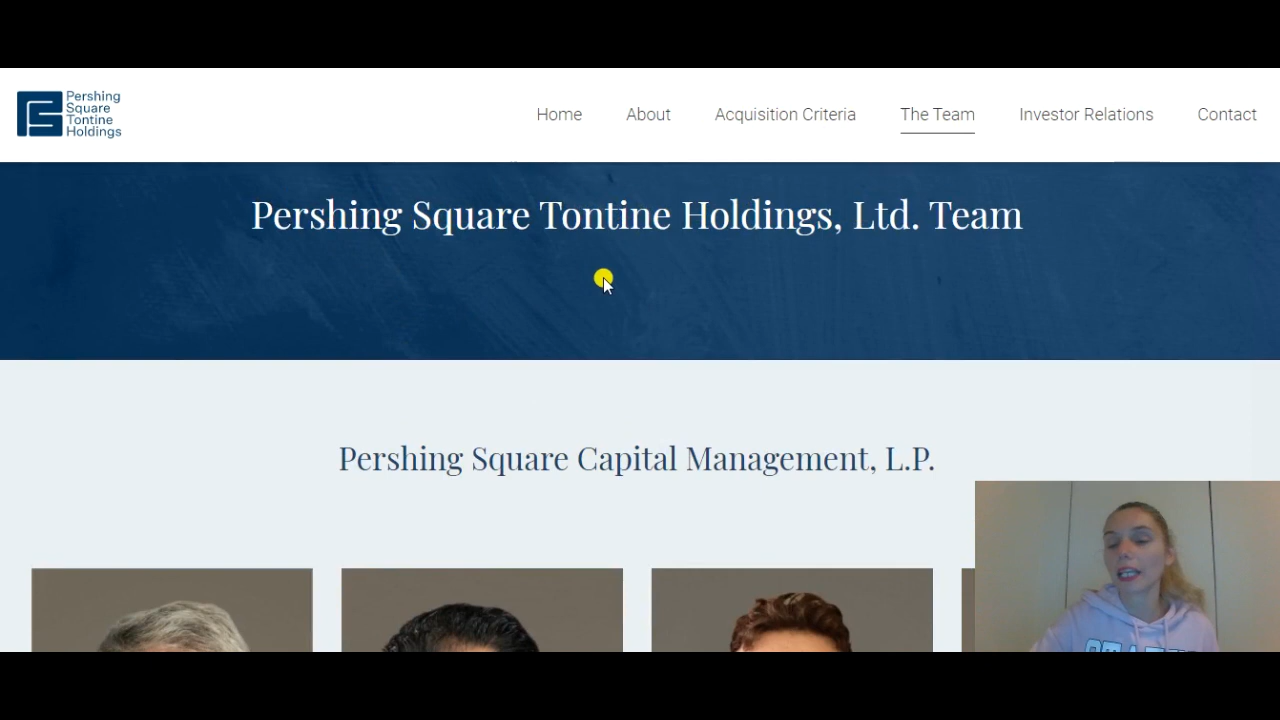 Pershing
Square
Tontine
Holdings
Home
About
Acquisition Criteria
The Team
Investor Relations
Contact
Pershing Square Tontine Holdings, Ltd. Team
Pershing Square Capital Management, L.P.